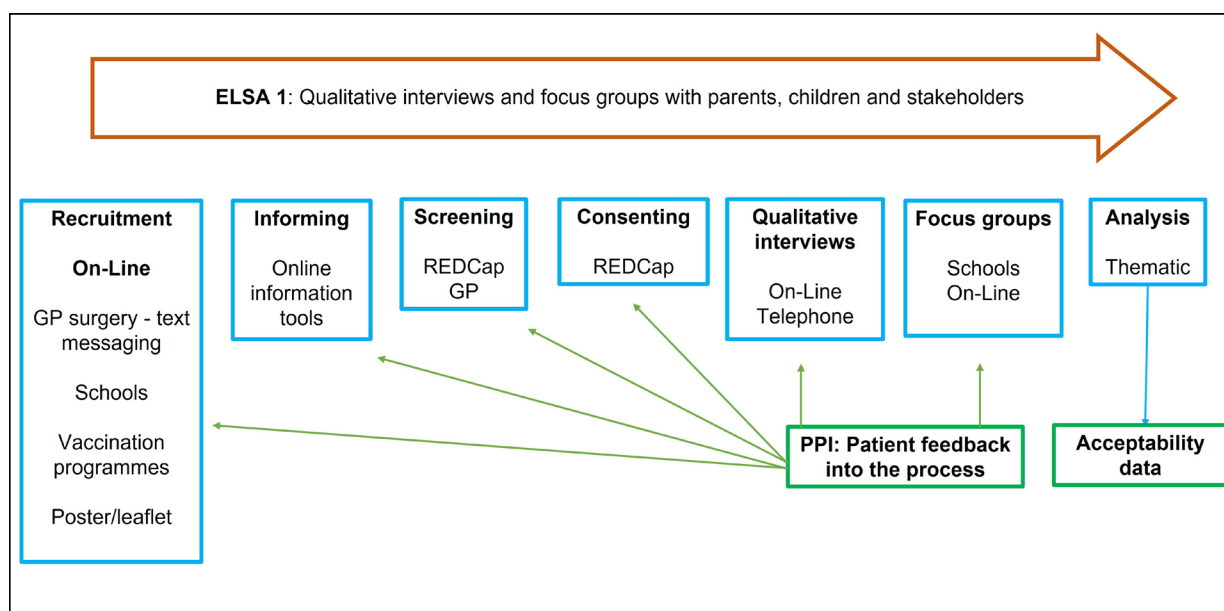 ELSA 1: Qualitative interviews and focus groups with parents, children and stakeholders
Recruitment
On-Line
GP surgery - text
messaging
Schools
Vaccination
programmes
Poster/leaflet
Informing
Online
information
tools
Screening
REDCap
GP
Consenting
REDCap
Qualitative
interviews
On-Line
Telephone
Focus groups
Schools
On-Line
Analysis
Thematic
PPI: Patient feedback
into the process
Acceptability
data